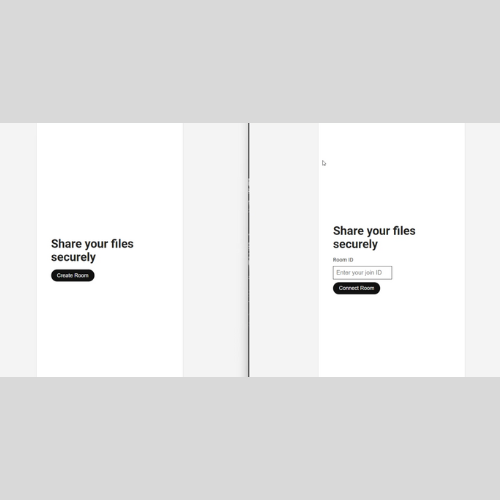 Share your files
securely
Create Room
Share your files
securely
Room ID
Enter your join ID
Connect Room